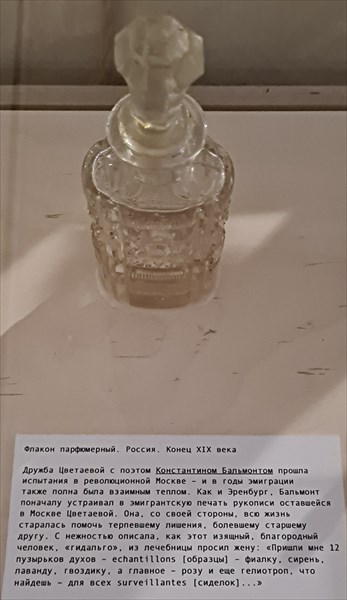 Флакон парфюмерный. Россия. Конец XIX века
Дружба Цветаевой с поэтом Константином Бальмонтом прошла
испытания в революционной Москве – и в годы эмиграции
также полна была взаимным теплом. Как и Эренбург, Бальмонт
поначалу устраивал в эмигрантскую печать рукописи оставшейся
в Москве Цветаевой. Она, со своей стороны, всю жизнь
старалась помочь терпевшему лишения, болевшему старшему
другу. С нежностью описала, как этот изящный, благородный
человек, «гидальго», из лечебницы просил жену: «Пришли мне 12
пузырьков духов – echantillons [образцы] – фиалку, сирень,
лаванду, гвоздику, а главное – розу и еще гелиотроп, что
найдешь – для всех surveillantes [сиделок]...»